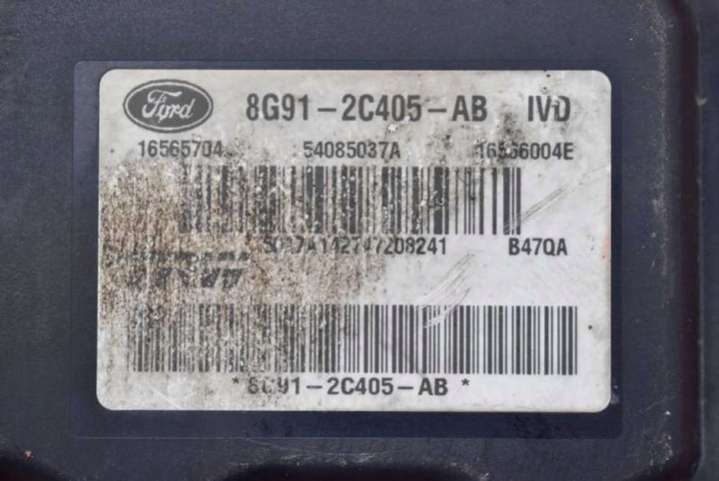 Ford 8G91-2C405-AB IVD
16565704 54085037A 16566004E
B47QA
* 8G91-2C405-AB *